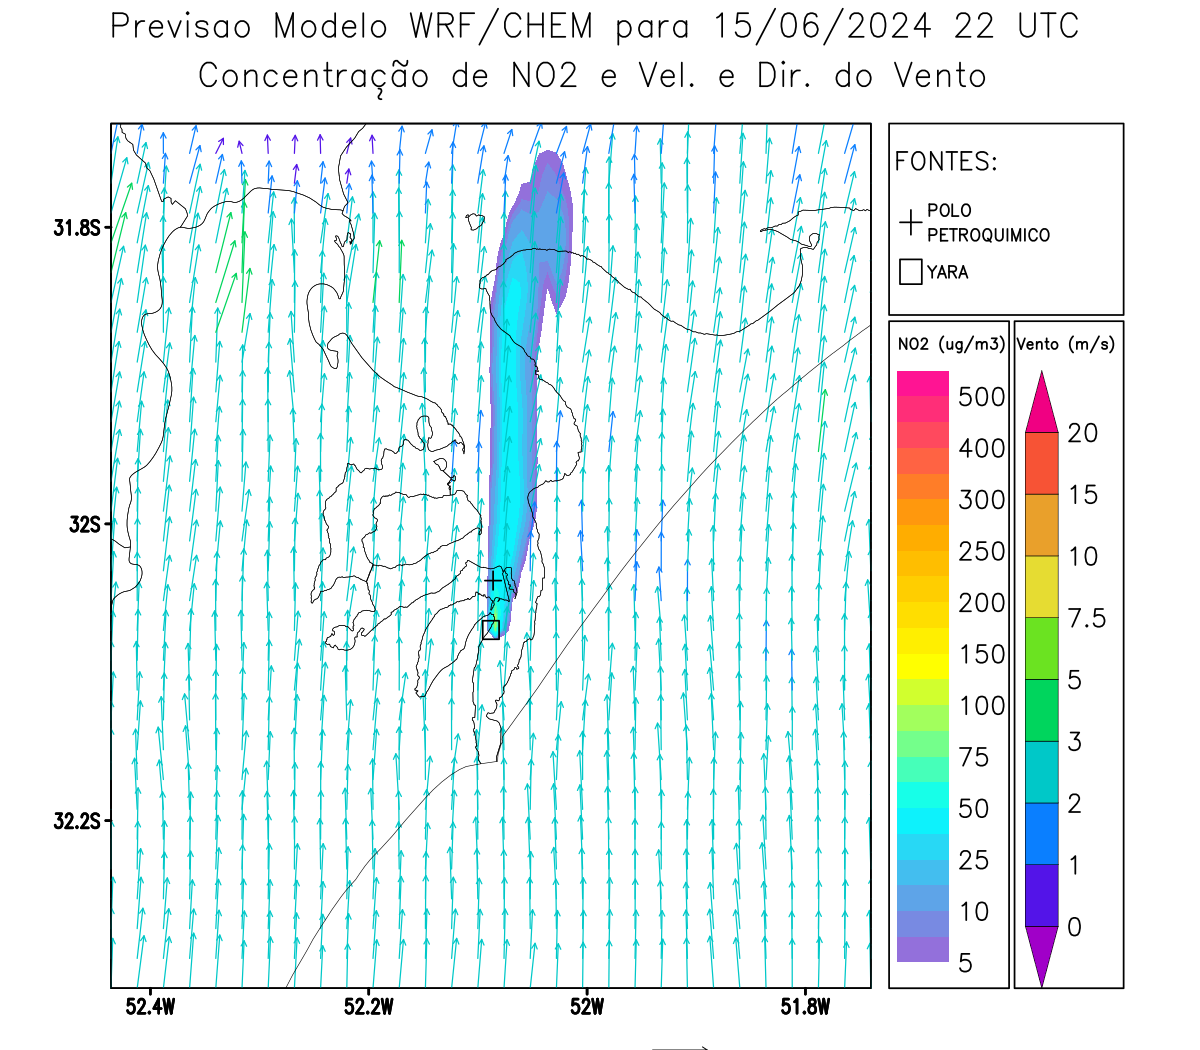 Previsao Modelo WRF/CHEM para 15/06/2024 22 UTC
Concentração de NO2 e Vel. e Dir. do Vento
FONTES:
POLO
PETROQUIMICO
YARA
NO2 (ug/m3)
500
400
300
250
200
150
100
75
50
25
10
5
Vento (m/s)
20
15
10
7.5
5
3
2
1
0
31.8S
32S
32.2S
52.4W
52.2W
52W
51.8W